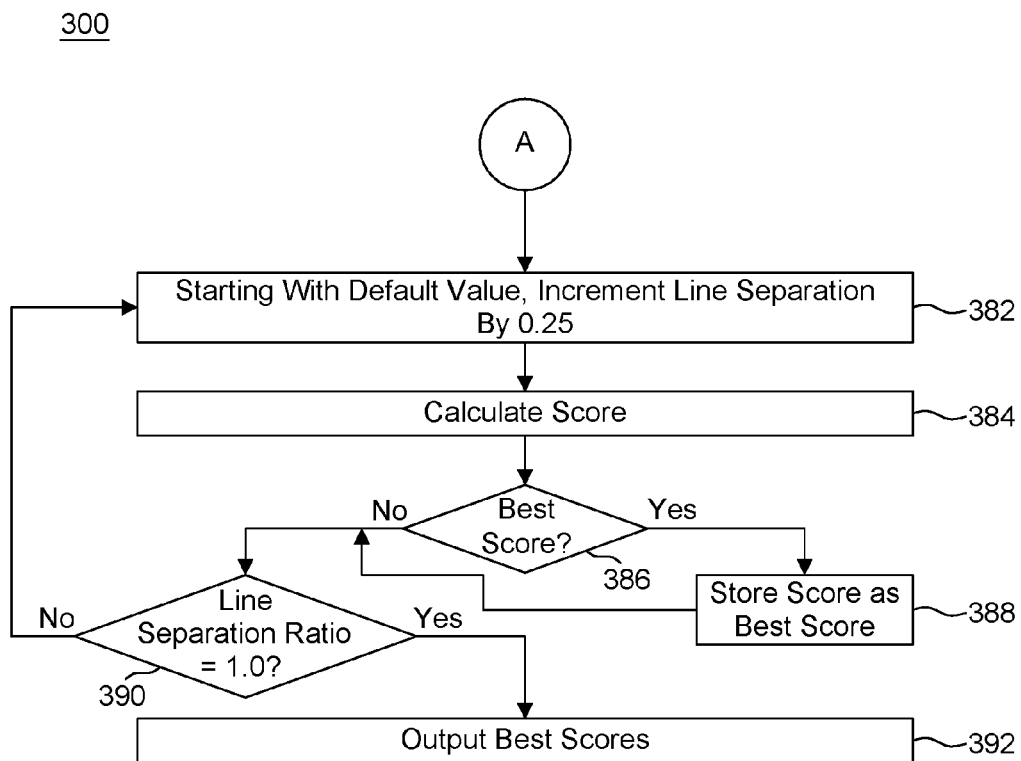 300
A
Starting With Default Value, Increment Line Separation
By 0.25
382
Calculate Score
384
No
Best
Score?
Yes
386
Store Score as
Best Score
388
No
Line
Separation Ratio
= 1.0?
Yes
390
Output Best Scores
392